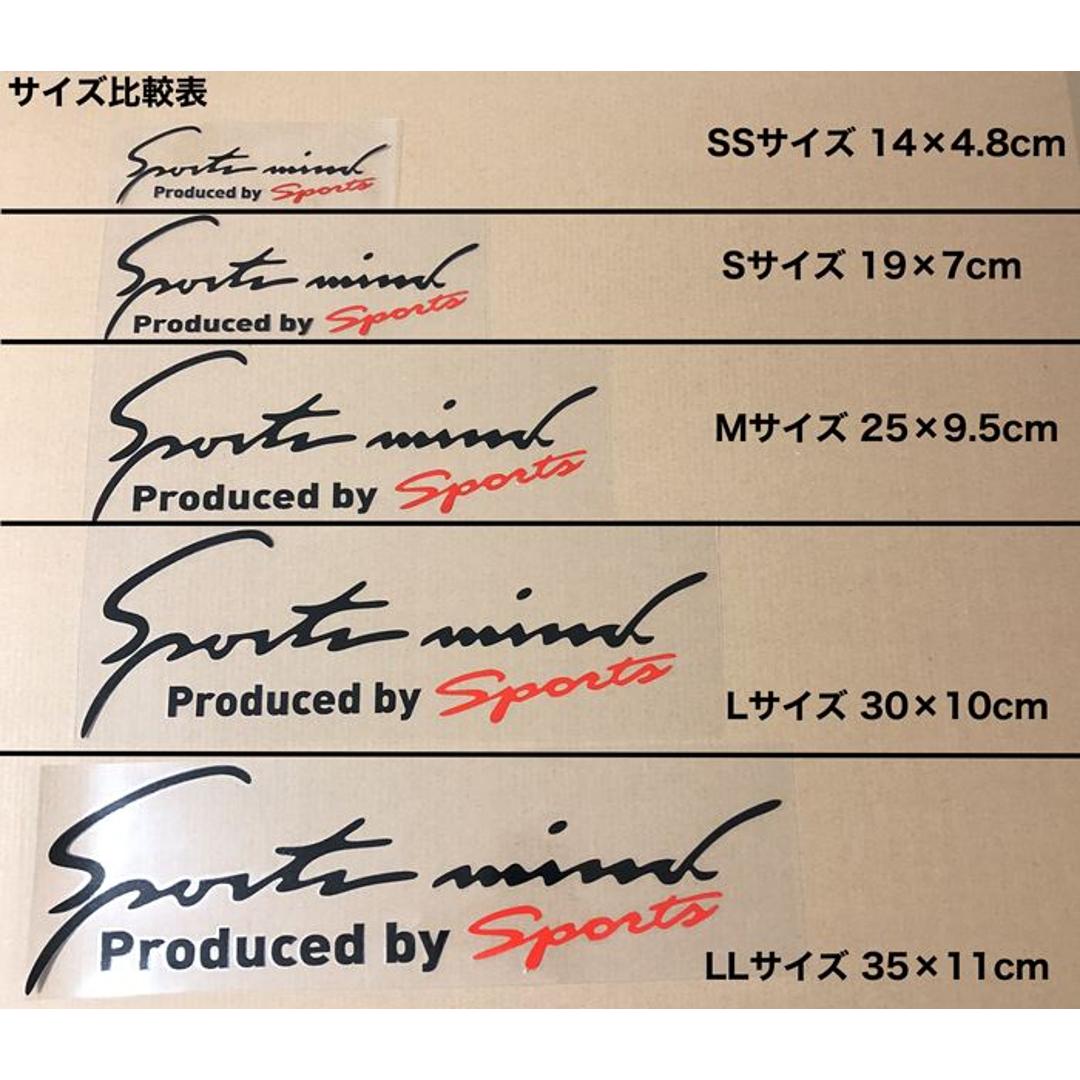 サイズ比較表
SSサイズ 14×4.8cm
Sports mind
Produced by Sports
Sサイズ 19×7cm
Sports mind
Produced by Sports
Mサイズ 25×9.5cm
Sports mind
Produced by Sports
Sports mind
Produced by Sports
Lサイズ 30×10cm
Sports mind
Produced by Sports
LLサイズ 35×11cm